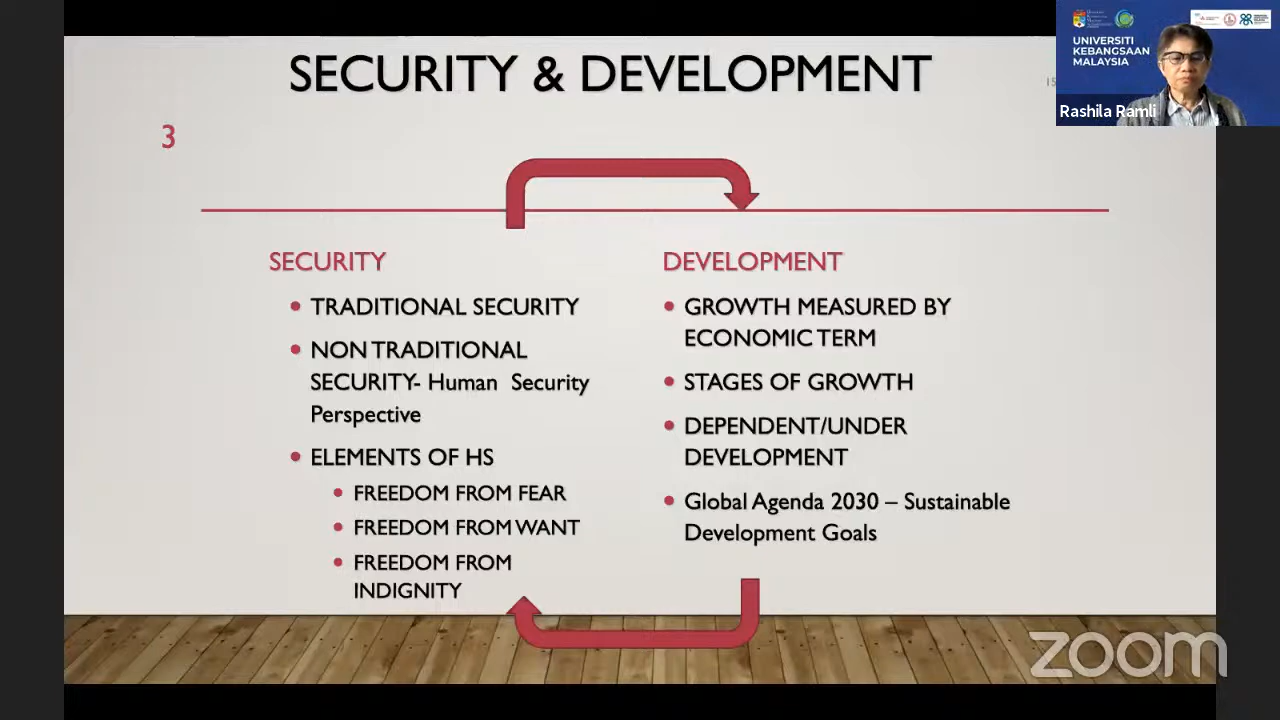 SECURITY & DEVELOPMENT
3
SECURITY
• TRADITIONAL SECURITY
• NON TRADITIONAL
SECURITY- Human Security
Perspective
• ELEMENTS OF HS
• FREEDOM FROM FEAR
• FREEDOM FROM WANT
• FREEDOM FROM
INDIGNITY
DEVELOPMENT
• GROWTH MEASURED BY
ECONOMIC TERM
• STAGES OF GROWTH
• DEPENDENT/UNDER
DEVELOPMENT
• Global Agenda 2030 – Sustainable
Development Goals
UNIVERSITI
KEBANGSAAN
MALAYSIA
Rashila Ramli
zoom